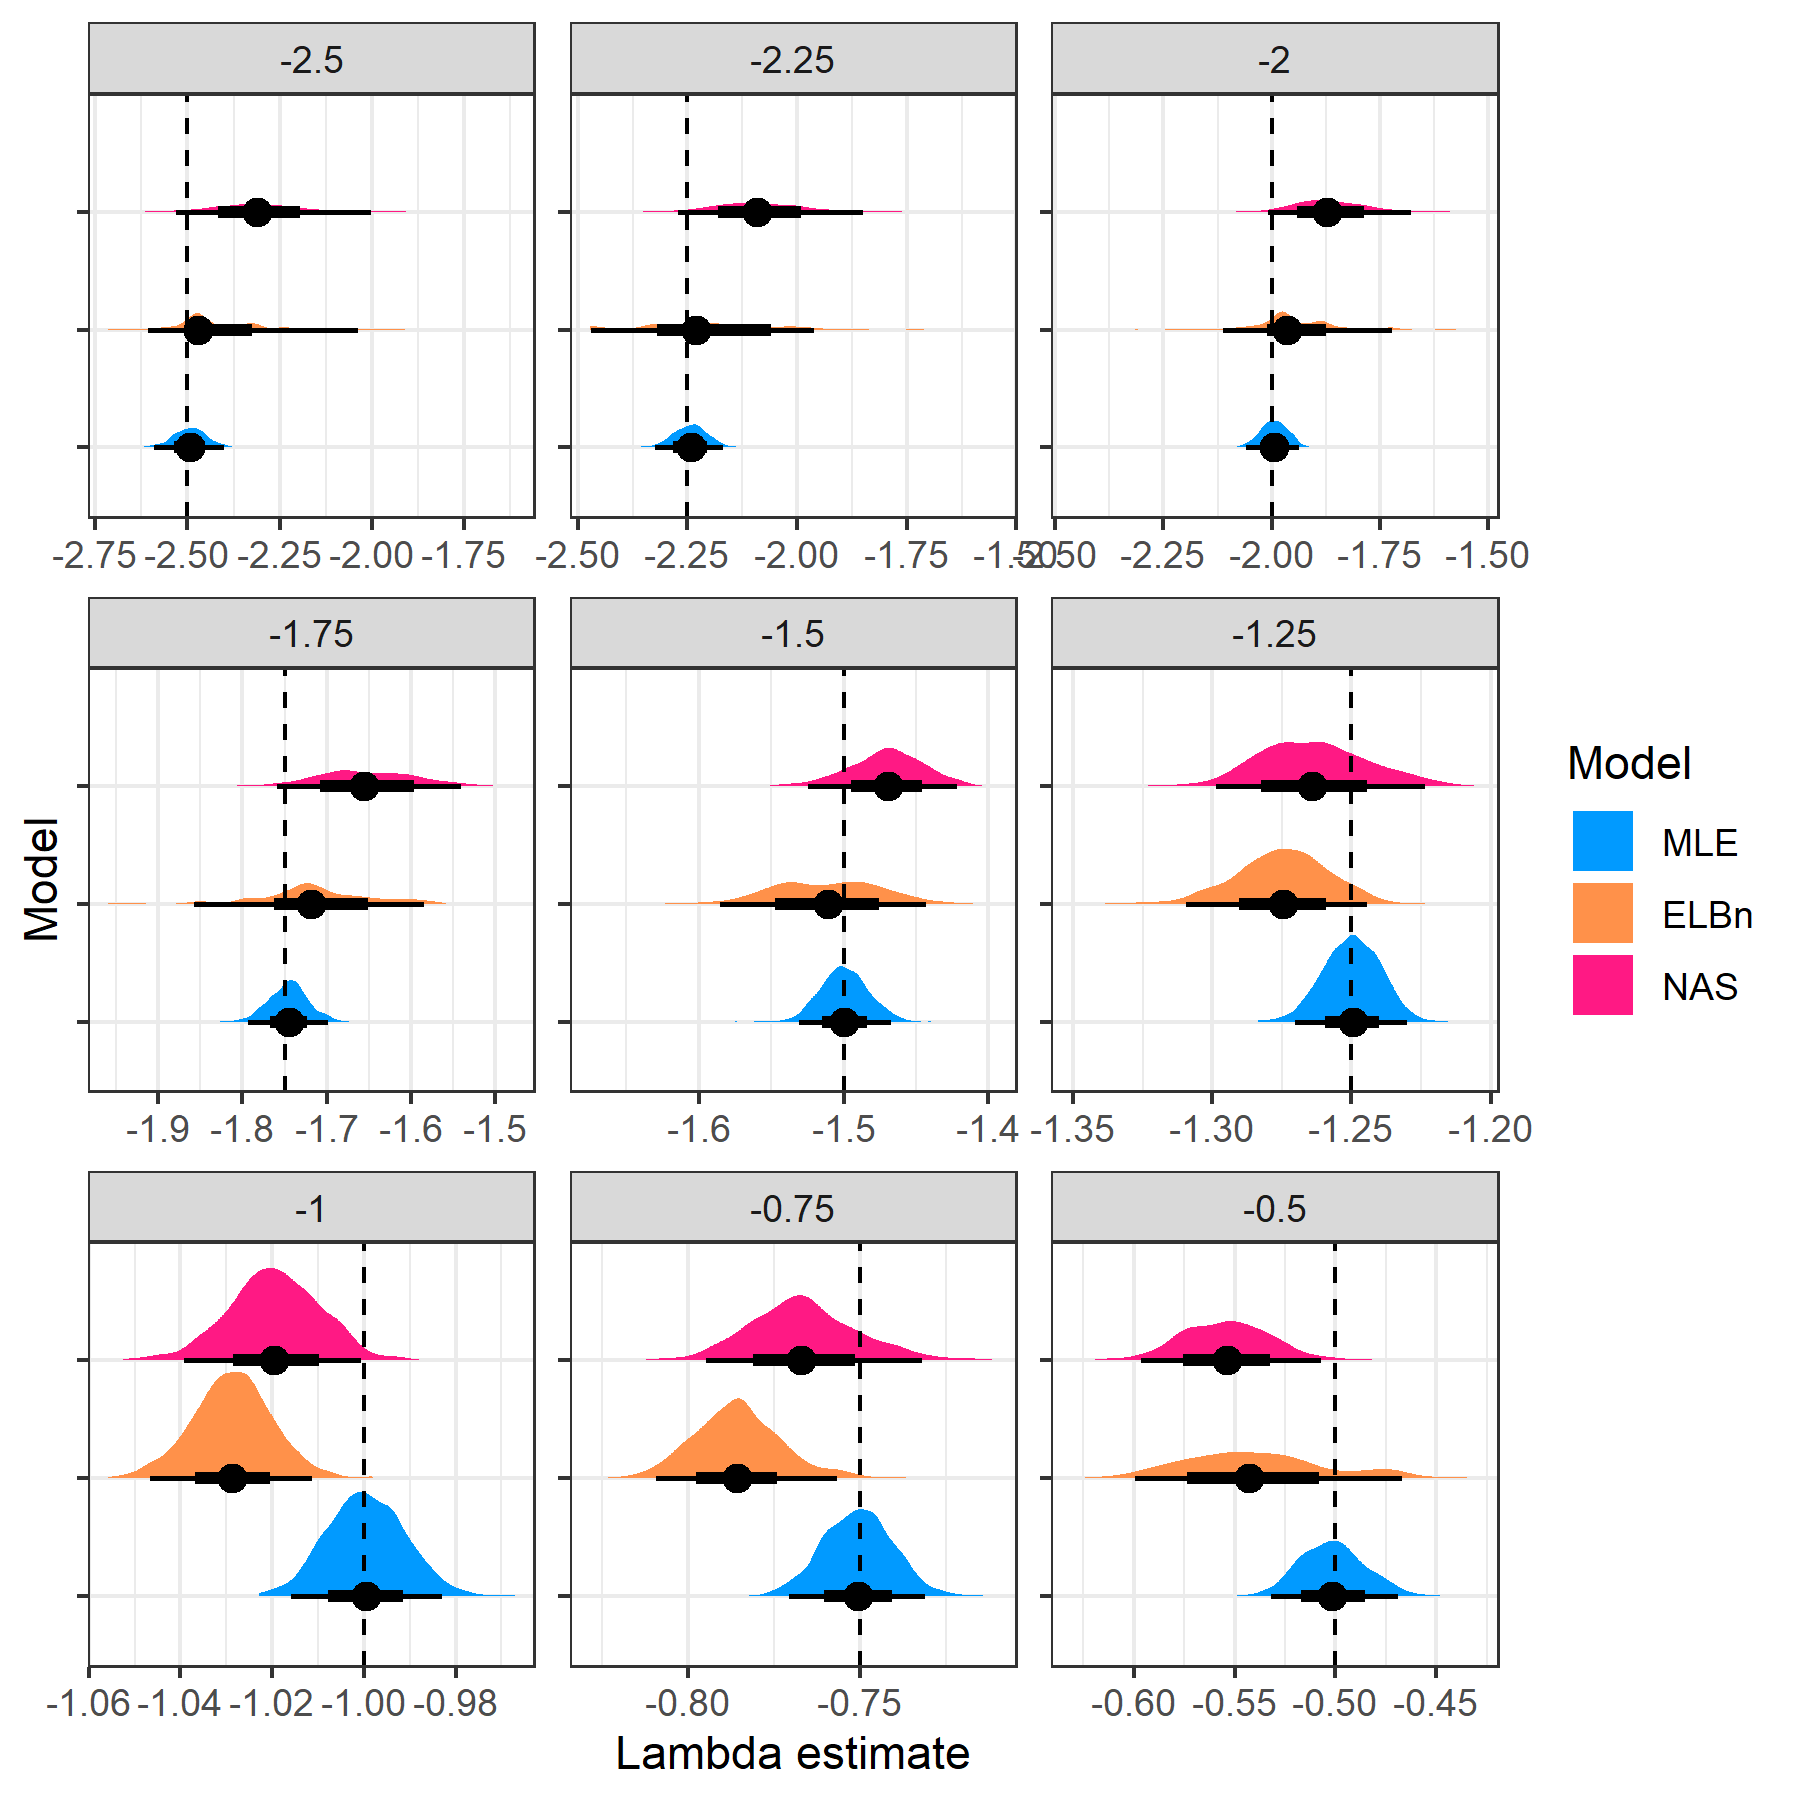 -2.5 -2.25 -2
-2.75 -2.50 -2.25 -2.00 -1.75 -2.50 -2.25 -2.00 -1.75 -1.50 -2.50 -2.25 -2.00 -1.75 -1.50
-1.75 -1.5 -1.25
-1.9 -1.8 -1.7 -1.6 -1.5 -1.6 -1.5 -1.4 -1.35 -1.30 -1.25 -1.20
-1 -0.75 -0.5
-1.06 -1.04 -1.02 -1.00 -0.98 -0.80 -0.75 -0.60 -0.55 -0.50 -0.45
Lambda estimate
Model
Model
MLE
ELBn
NAS